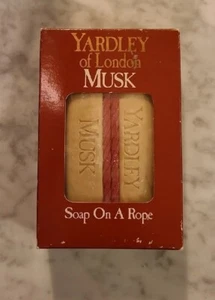 YARDLEY
of London
MUSK
MUSK
YARDLEY
Soap On A Rope